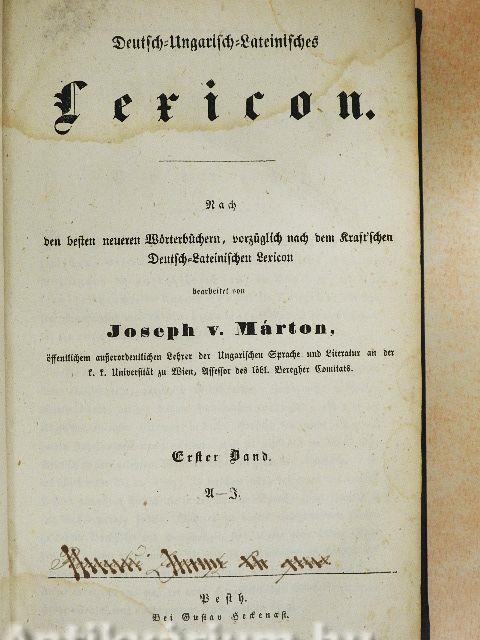 Deutsch-Ungarisch-Lateinisches
Lexicon.
Nach
den besten neueren Wörterbüchern, vorzüglich nach dem Kraft'schen
Deutsch-Lateinischen Lexicon
bearbeitet von
Joseph v. Márton,
öffentlichem außerordentlichen Lehrer der Ungarischen Sprache und Literatur an der
k. k. Universität zu Wien, Assessor des löbl. Beregher Comitats.
Erster Band.
A—J.
Pesth.
Bei Gustav Heckenast.